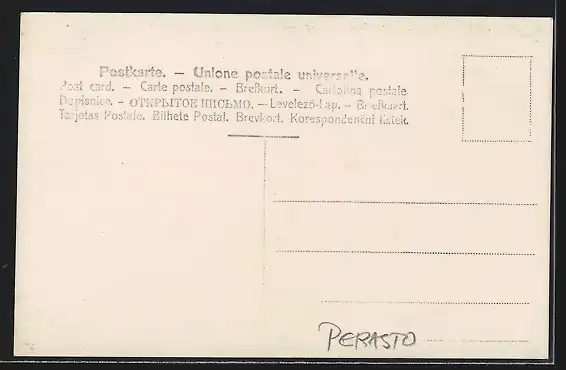 Postkarte. – Unione postale universelle.
Post card. – Carte postale. – Brefkort. – Cartolina postale
Dopisnice. – ОТКРЫТОЕ ПИСЬМО. – Levelező-Lap. – Briefkaart.
Tarjetas Postale. Bilhete Postal. Brevkort. Korespondenční lístek.
PERASTO